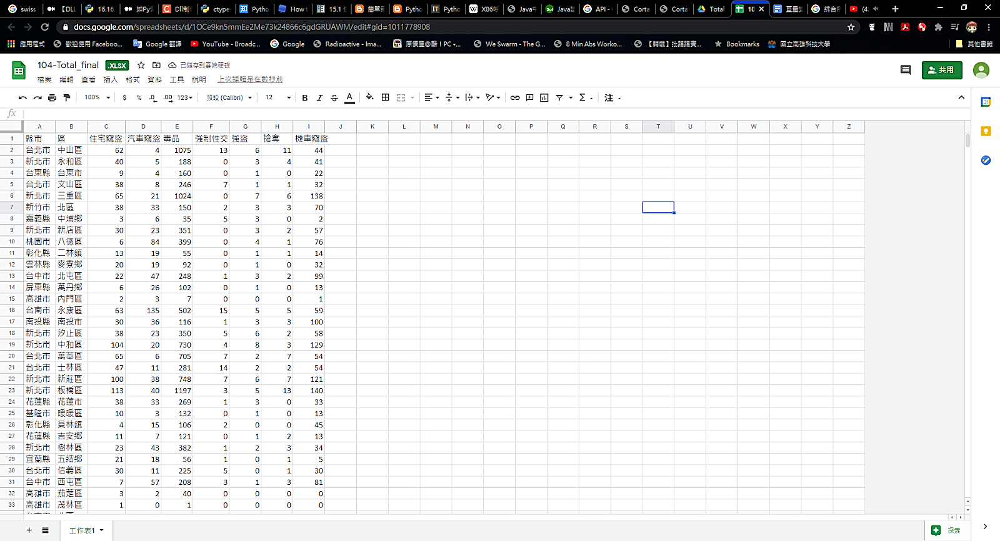 swiss
【DLL
16.16.
如Py
Dll制
ctype
Pytho
How t
15.1
簡單
Pytho
Pytho
X86
Java
Java
API -
Corta
Corta
Total
10
巨量
綜合
(4
docs.google.com/spreadsheets/d/1OCe9kn5mmEe2Me73k24866c6gdGRUAWM/edit#gid=1011778908
應用程式
歡迎使用 Faceboo...
Google 翻譯
YouTube - Broadc...
Google
Radioactive - Ima...
原價屋@酷！PC •...
We Swarm - The G...
8 Min Abs Worko...
Bookmarks
國立高雄科技大學
其他書籤
104-Total_final .XLSX 已儲存到雲端硬碟
檔案 編輯 查看 插入 格式 資料 工具 說明 上次編輯是在數秒前
共用
100% $ % .0 .00 123 預設 (Calibri) 12 B I S A Σ 注
31
fx
A B C D E F G H I J K L M N O P Q R S T U V W X Y Z
1 縣市 區 住宅竊盜 汽車竊盜 毒品 強制性交 強盜 搶奪 機車竊盜
2 台北市 中山區 62 4 1075 13 6 11 44
3 新北市 永和區 40 5 188 0 3 4 41
4 台東縣 台東市 9 4 160 0 1 0 22
5 台北市 文山區 38 8 246 7 1 1 32
6 新北市 三重區 65 21 1024 0 7 6 138
7 新竹市 北區 38 33 150 2 3 3 70
8 嘉義縣 中埔鄉 3 6 35 5 3 0 2
9 新北市 新店區 30 23 351 0 3 2 57
10 桃園市 八德區 6 84 399 0 4 1 76
11 彰化縣 二林鎮 13 19 55 0 1 1 14
12 雲林縣 麥寮鄉 20 19 92 0 1 0 32
13 台中市 北屯區 22 47 248 1 3 2 99
14 屏東縣 萬丹鄉 6 26 102 0 1 0 13
15 高雄市 內門區 2 3 7 0 0 0 1
16 台南市 永康區 63 135 502 15 5 5 59
17 南投縣 南投市 30 36 116 1 3 3 100
18 新北市 汐止區 38 23 350 5 6 2 58
19 新北市 中和區 104 20 730 4 8 3 129
20 台北市 萬華區 65 6 705 7 2 7 54
21 台北市 士林區 47 11 281 14 2 2 54
22 新北市 新莊區 100 38 748 7 6 7 121
23 新北市 板橋區 113 40 1197 3 5 13 140
24 花蓮縣 花蓮市 38 33 269 1 3 0 33
25 基隆市 暖暖區 10 3 132 0 1 0 13
26 彰化縣 員林鎮 4 15 106 2 0 0 45
27 花蓮縣 吉安鄉 11 7 121 0 1 2 13
28 新北市 樹林區 23 43 382 1 2 3 34
29 宜蘭縣 五結鄉 21 18 56 1 0 1 5
30 台北市 信義區 30 11 225 5 0 1 30
31 台中市 西屯區 7 57 208 3 1 3 81
32 高雄市 茄萣區 3 2 40 0 0 0 0
33 高雄市 茂林區 1 0 1 0 0 0 0
工作表1
探索